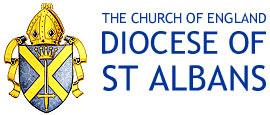 THE CHURCH OF ENGLAND
DIOCESE OF
ST ALBANS